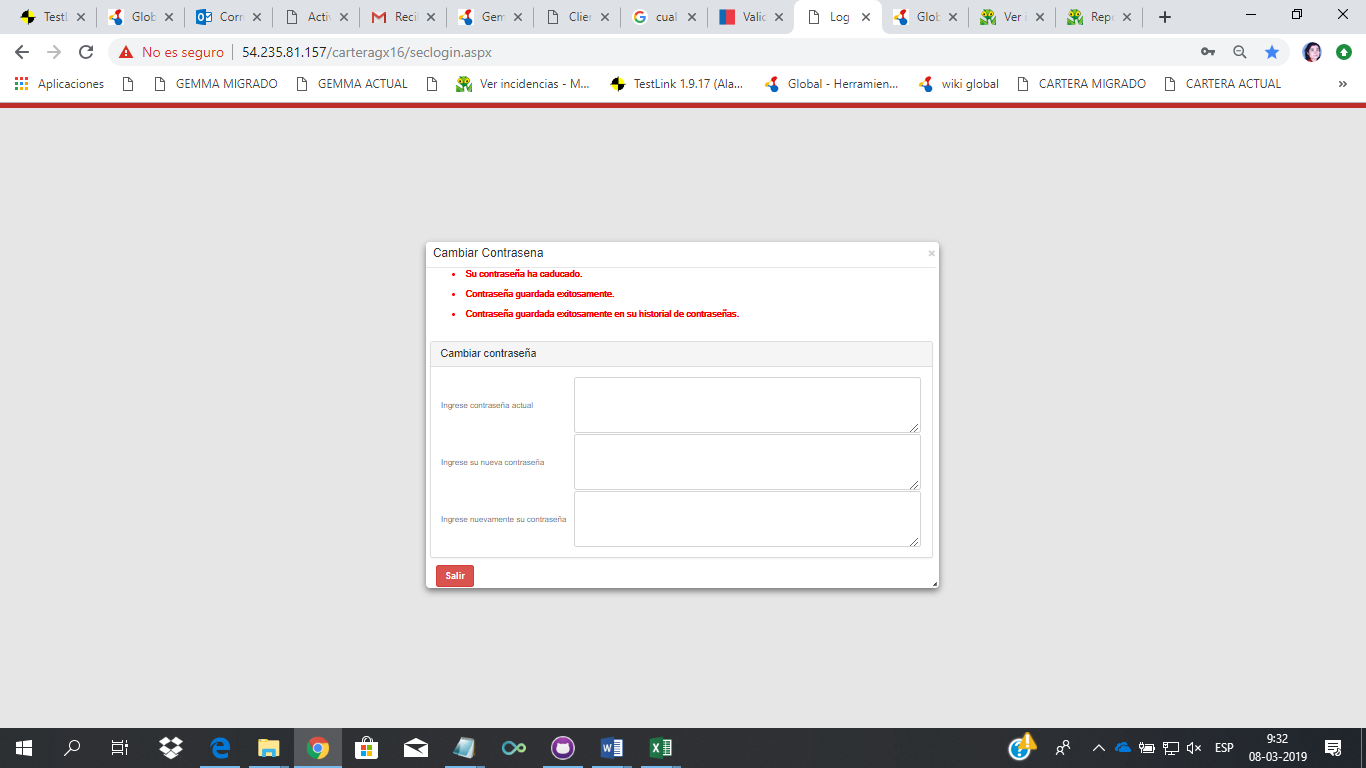 TestL
Glob
Corr
Activ
Recil
Gem
Clier
cual
Valid
Log
Glob
Ver i
Repo
No es seguro
54.235.81.157/carteragx16/seclogin.aspx
Aplicaciones
GEMMA MIGRADO
GEMMA ACTUAL
Ver incidencias - M...
TestLink 1.9.17 (Ala...
Global - Herramien...
wiki global
CARTERA MIGRADO
CARTERA ACTUAL
Cambiar Contrasena
Su contraseña ha caducado.
Contraseña guardada exitosamente.
Contraseña guardada exitosamente en su historial de contraseñas.
Cambiar contraseña
Ingrese contraseña actual
Ingrese su nueva contraseña
Ingrese nuevamente su contraseña
Salir
ESP
9:32
08-03-2019